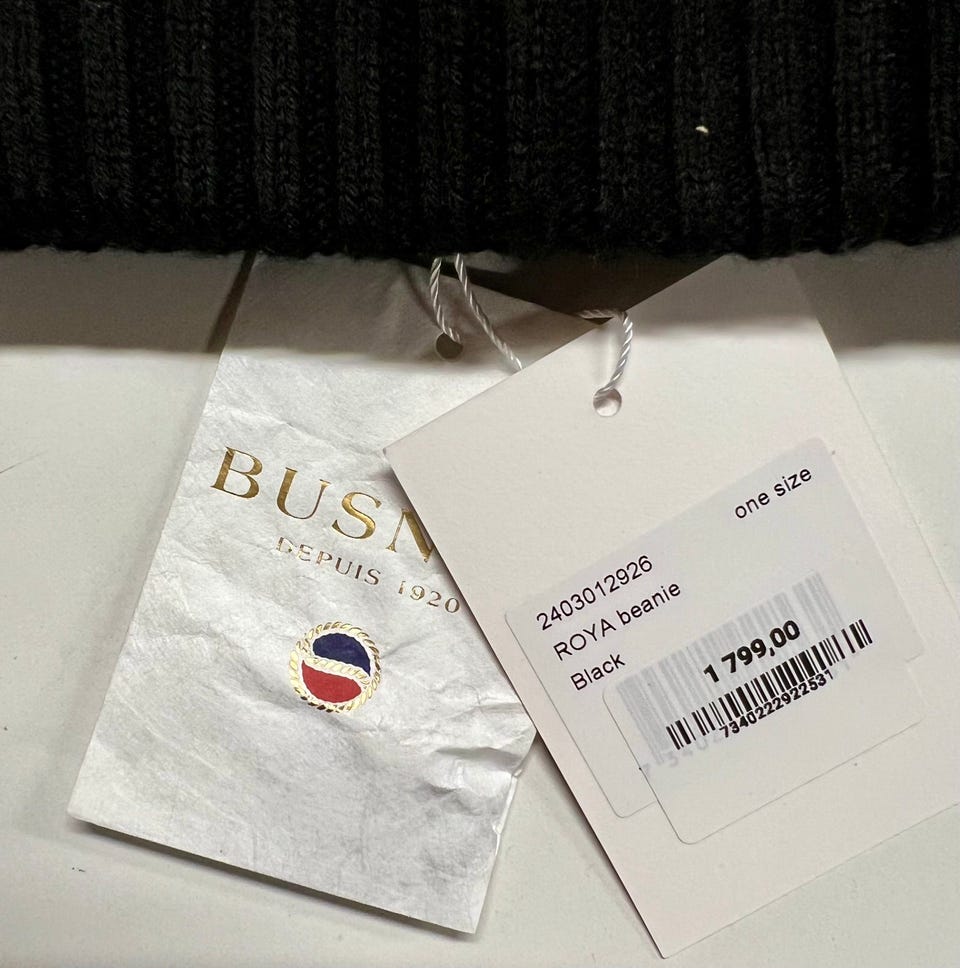 BUSN
DEPUIS 1920
one size
2403012926
ROYA beanie
Black
1 799,00
7340222922531